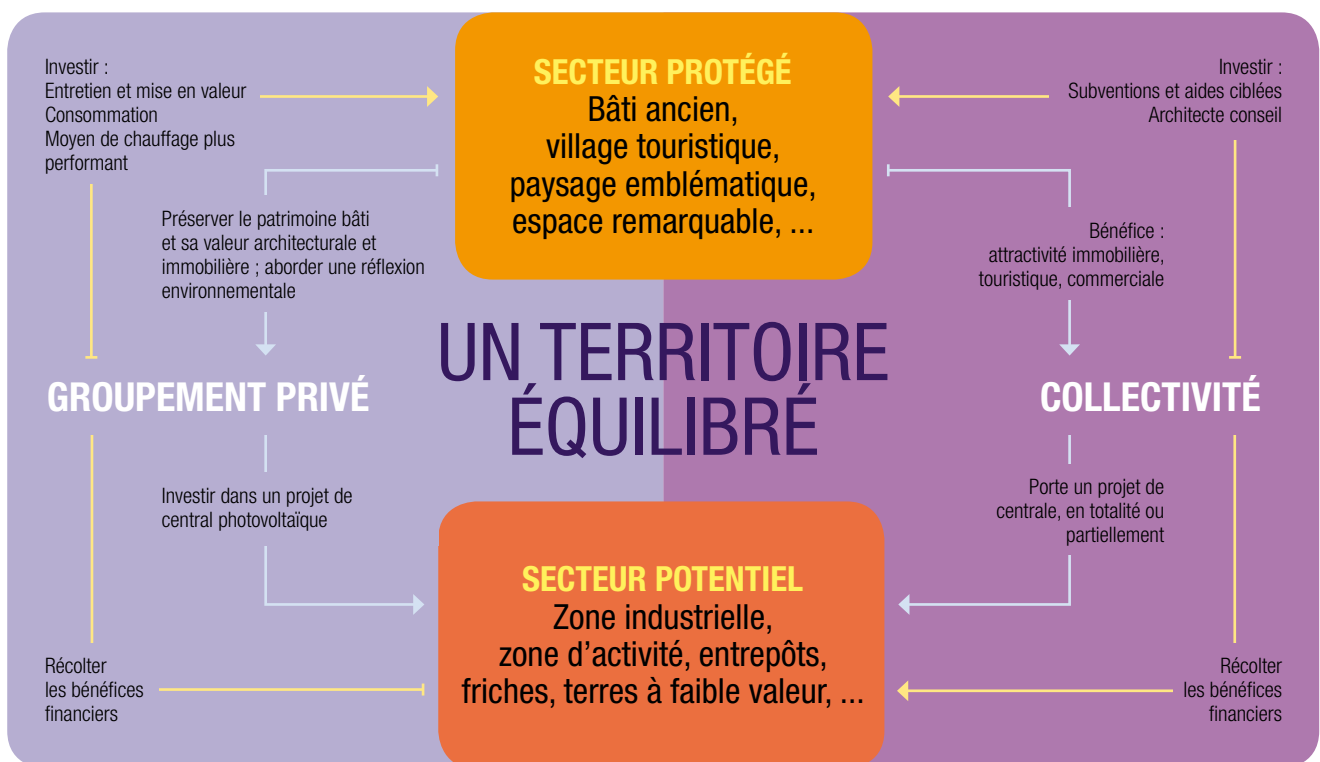 Investir :
Entretien et mise en valeur
Consommation
Moyen de chauffage plus
performant
SECTEUR PROTÉGÉ
Bâti ancien,
village touristique,
paysage emblématique,
espace remarquable, ...
Investir :
Subventions et aides ciblées
Architecte conseil
Préserver le patrimoine bâti
et sa valeur architecturale et
immobilière ; aborder une réflexion
environnementale
Bénéfice :
attractivité immobilière,
touristique, commerciale
UN TERRITOIRE
ÉQUILIBRÉ
GROUPEMENT PRIVÉ
COLLECTIVITÉ
Investir dans un projet de
central photovoltaïque
Porte un projet de
centrale, en totalité ou
partiellement
SECTEUR POTENTIEL
Zone industrielle,
zone d’activité, entrepôts,
friches, terres à faible valeur, ...
Récolter
les bénéfices
financiers
Récolter
les bénéfices
financiers